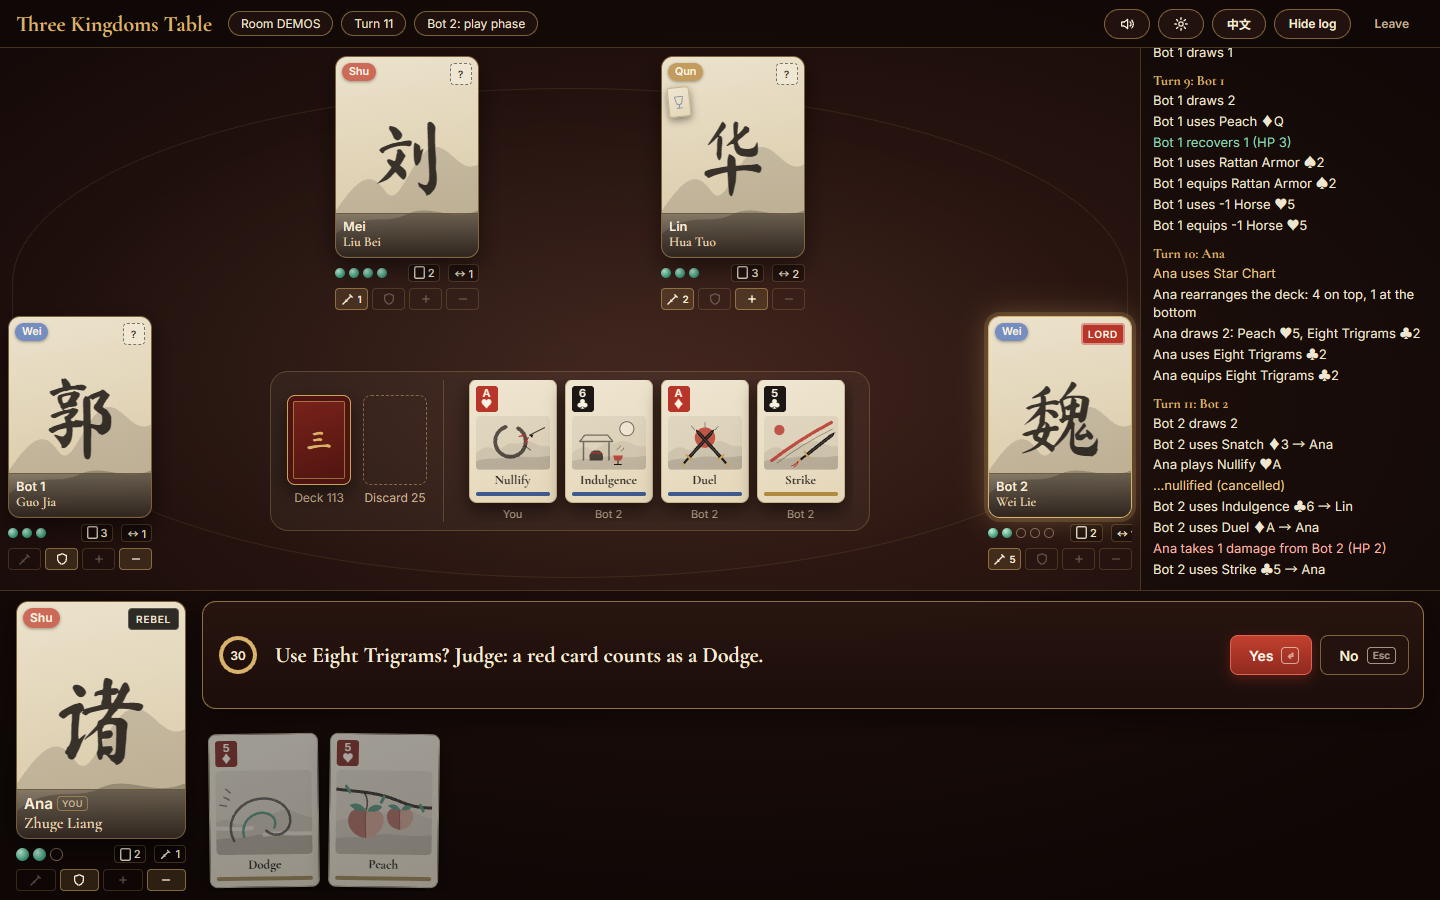 Three Kingdoms Table
Room DEMOS
Turn 11
Bot 2: play phase
中文
Hide log
Leave
Shu
?
刘
Mei
Liu Bei
2
↔ 1
1
Qun
?
华
Lin
Hua Tuo
3
↔ 2
2
Wei
?
郭
Bot 1
Guo Jia
3
↔ 1
Wei
LORD
魏
Bot 2
Wei Lie
2
↔
5
三
Deck 113
Discard 25
A ♥
Nullify
You
6 ♣
Indulgence
Bot 2
A ♦
Duel
Bot 2
5 ♣
Strike
Bot 2
Bot 1 draws 1
Turn 9: Bot 1
Bot 1 draws 2
Bot 1 uses Peach ♦Q
Bot 1 recovers 1 (HP 3)
Bot 1 uses Rattan Armor ♠2
Bot 1 equips Rattan Armor ♠2
Bot 1 uses -1 Horse ♥5
Bot 1 equips -1 Horse ♥5
Turn 10: Ana
Ana uses Star Chart
Ana rearranges the deck: 4 on top, 1 at the
bottom
Ana draws 2: Peach ♥5, Eight Trigrams ♣2
Ana uses Eight Trigrams ♣2
Ana equips Eight Trigrams ♣2
Turn 11: Bot 2
Bot 2 draws 2
Bot 2 uses Snatch ♦3 → Ana
Ana plays Nullify ♥A
...nullified (cancelled)
Bot 2 uses Indulgence ♣6 → Lin
Bot 2 uses Duel ♦A → Ana
Ana takes 1 damage from Bot 2 (HP 2)
Bot 2 uses Strike ♣5 → Ana
Shu
REBEL
诸
Ana YOU
Zhuge Liang
2
1
30
Use Eight Trigrams? Judge: a red card counts as a Dodge.
Yes
No Esc
5 ♦
Dodge
5 ♥
Peach